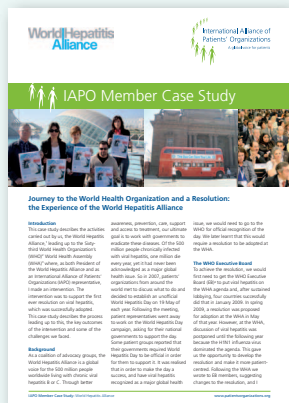 World Hepatitis
Alliance
International Alliance of
Patients' Organizations
A global voice for patients
IAPO Member Case Study
Journey to the World Health Organization and a Resolution:
the Experience of the World Hepatitis Alliance
Introduction
This case-study describes the activities
carried out by us, the World Hepatitis
Alliance, leading up to the Sixty-
third World Health Organization's
(WHO) World Health Assembly
(WHA) where, as both President of
the World Hepatitis Alliance and as
an International Alliance of Patients'
Organizations (IAPO) representative,
I made an intervention. The
intervention was to support the first
ever resolution on viral hepatitis,
which was successfully adopted.
This case-study describes the process
leading up to this, the key outcomes
of the intervention and some of the
challenges we faced.
Background
As a coalition of advocacy groups, the
World Hepatitis Alliance is a global
voice for the 500 million people
worldwide living with chronic viral
hepatitis B or C. Through better
awareness, prevention, care, support
and access to treatment, our ultimate
goal is to work with governments to
eradicate these diseases. Of the 500
million people chronically infected
with viral hepatitis, one million die
every year, yet it had never been
acknowledged as a major global
health issue. So in 2007, patients'
organizations from around the
world met to discuss what to do and
decided to establish an unofficial
World Hepatitis Day on 19 May of
each year. Following the meeting,
patient representatives went away
to work on the World Hepatitis Day
campaign, asking for their national
governments to support the day.
Some patient groups reported that
their governments required World
Hepatitis Day to be official in order
for them to support it. It was realised
that in order to make the day a
success, and have viral hepatitis
recognized as a major global health
issue, we would need to go to the
WHO for official recognition of the
day. We later learnt that this would
require a resolution to be adopted at
the WHA.
The WHO Executive Board
To achieve the resolution, we would
first need to get the WHO Executive
Board (EB) to put viral hepatitis on
the WHA agenda and, after sustained
lobbying, four countries successfully
did that in January 2009. In spring
2009, a resolution was proposed
for adoption at the WHA in May
of that year. However, at the WHA,
discussion of viral hepatitis was
postponed until the following year
because the H1N1 influenza virus
dominated the agenda. This gave
us the opportunity to develop the
resolution and make it more patient-
centred. Following the WHA we
wrote to its members, suggesting
changes to the resolution, and I
IAPO Member Case Study, World Hepatitis Alliance
www.patientsorganizations.org